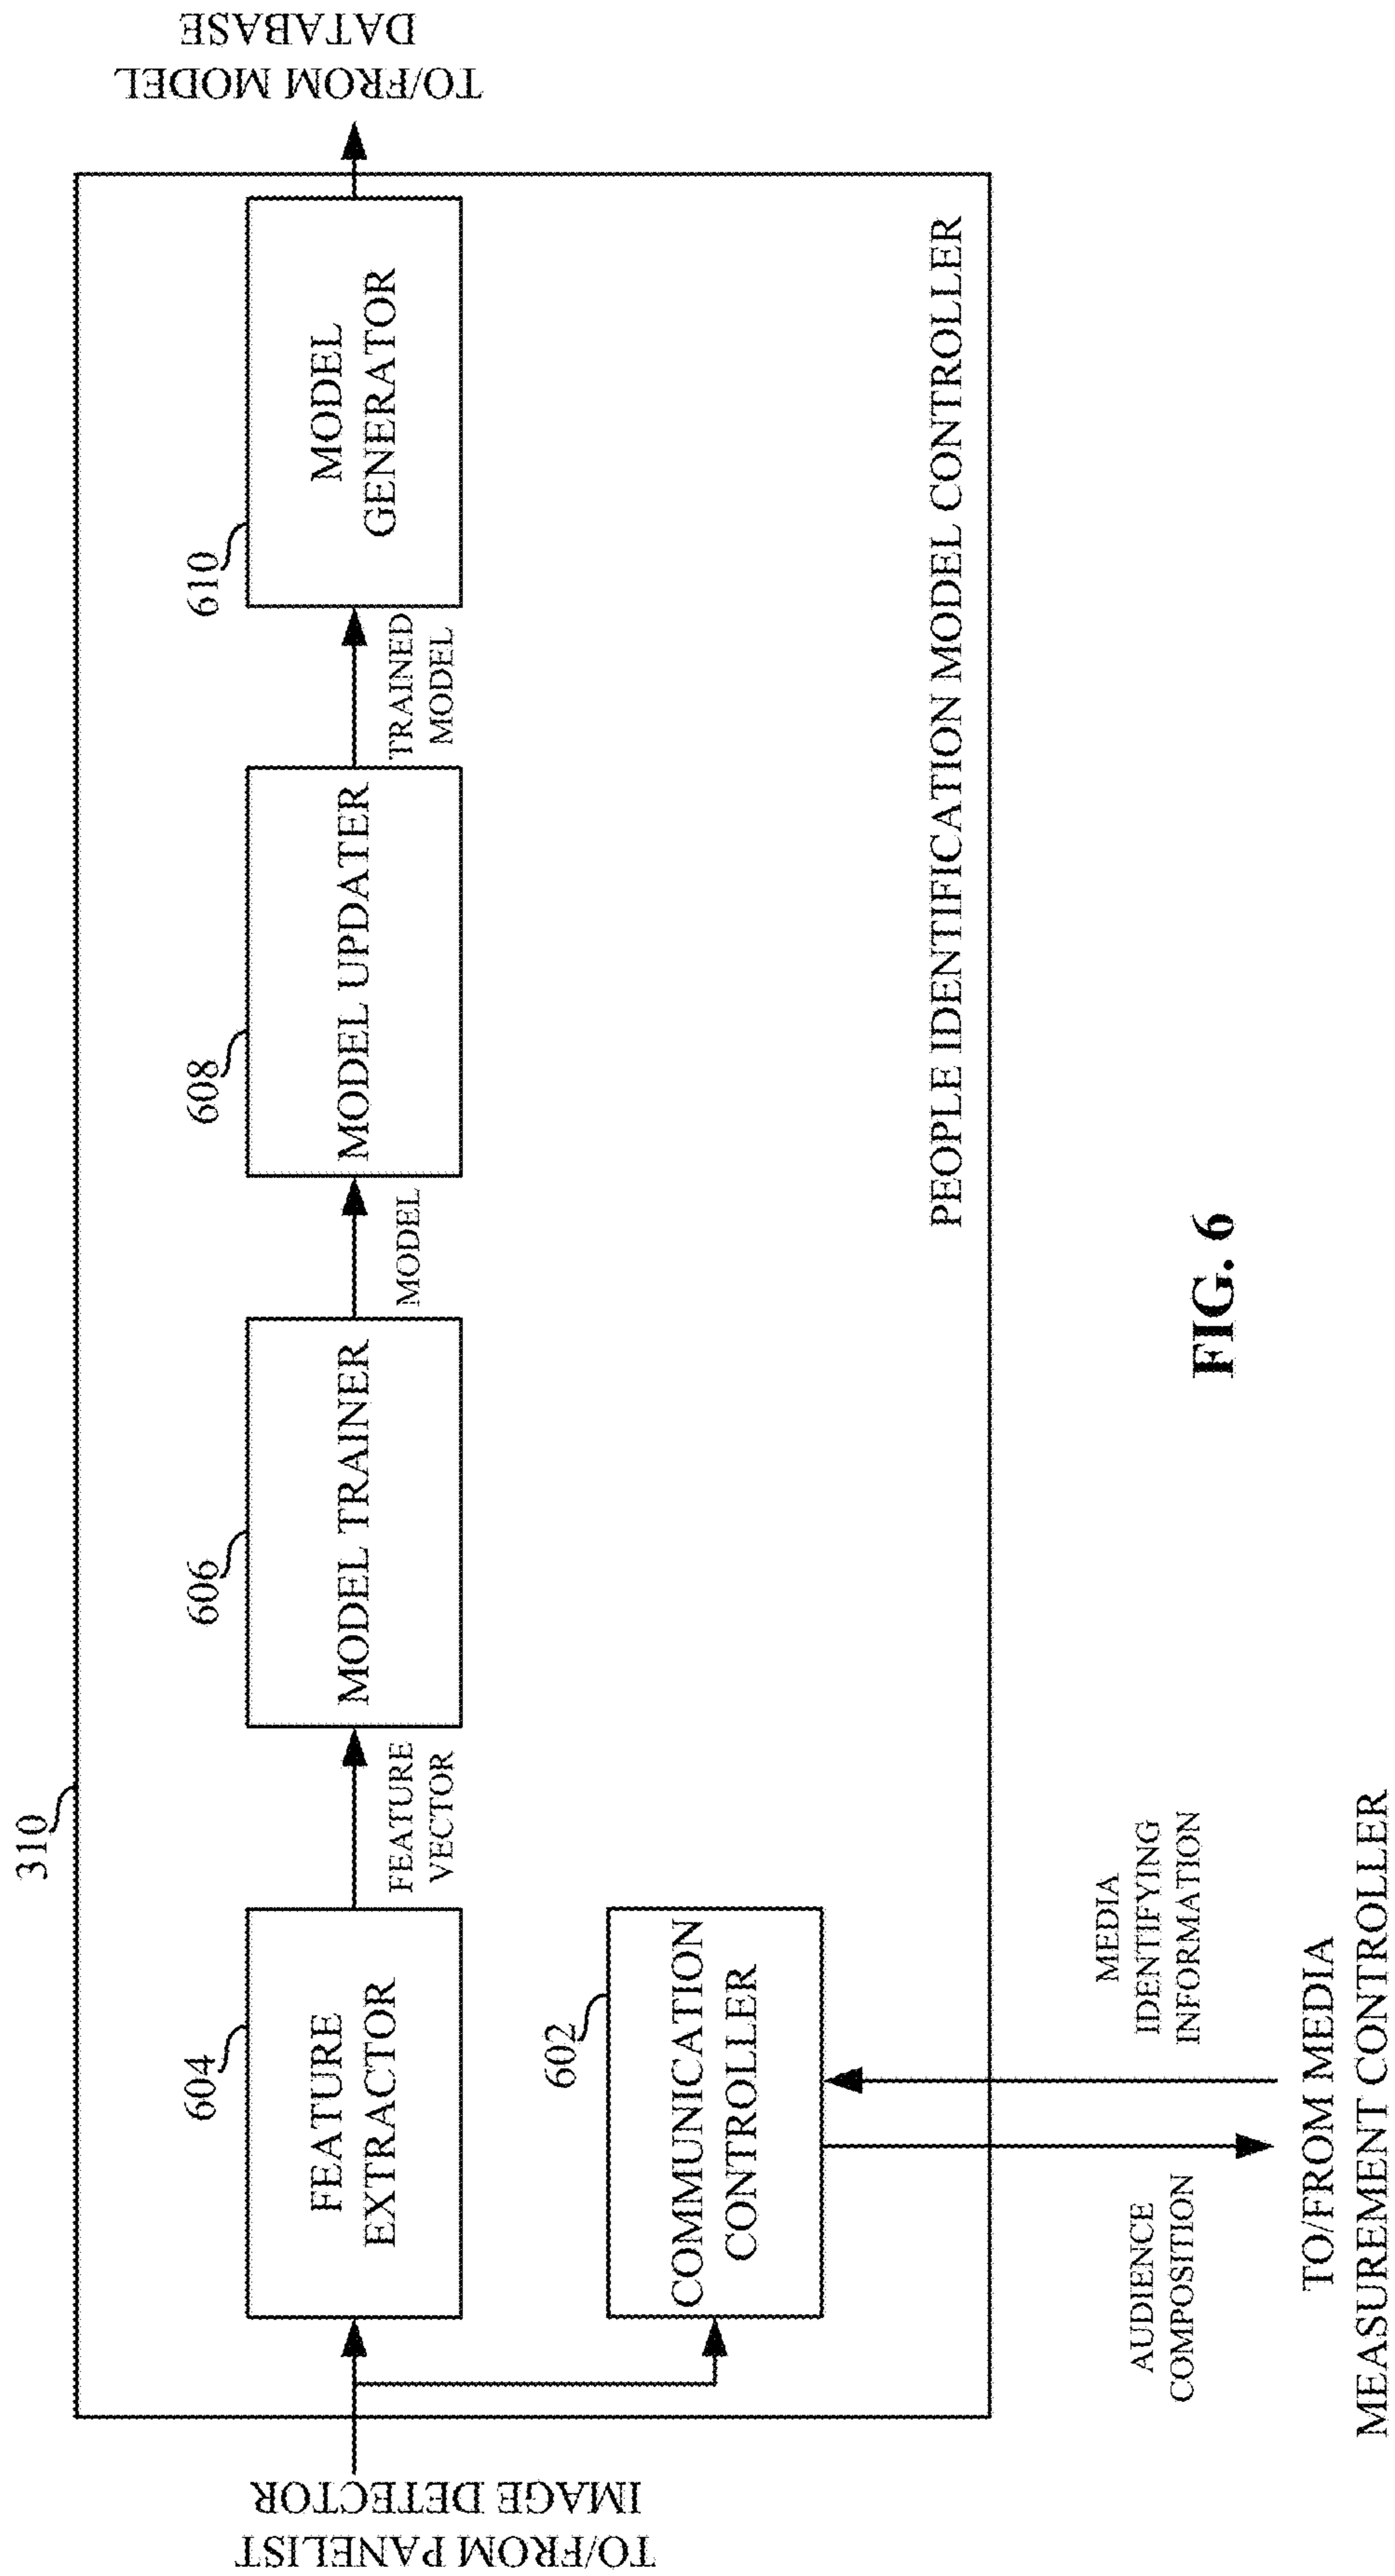 310
TO/FROM PANELIST
IMAGE DETECTOR
604
FEATURE
EXTRACTOR
FEATURE
VECTOR
606
MODEL TRAINER
MODEL
608
MODEL UPDATER
TRAINED
MODEL
610
MODEL
GENERATOR
TO/FROM MODEL
DATABASE
602
COMMUNICATION
CONTROLLER
PEOPLE IDENTIFICATION MODEL CONTROLLER
AUDIENCE
COMPOSITION
MEDIA
IDENTIFYING
INFORMATION
TO/FROM MEDIA
MEASUREMENT CONTROLLER
FIG. 6